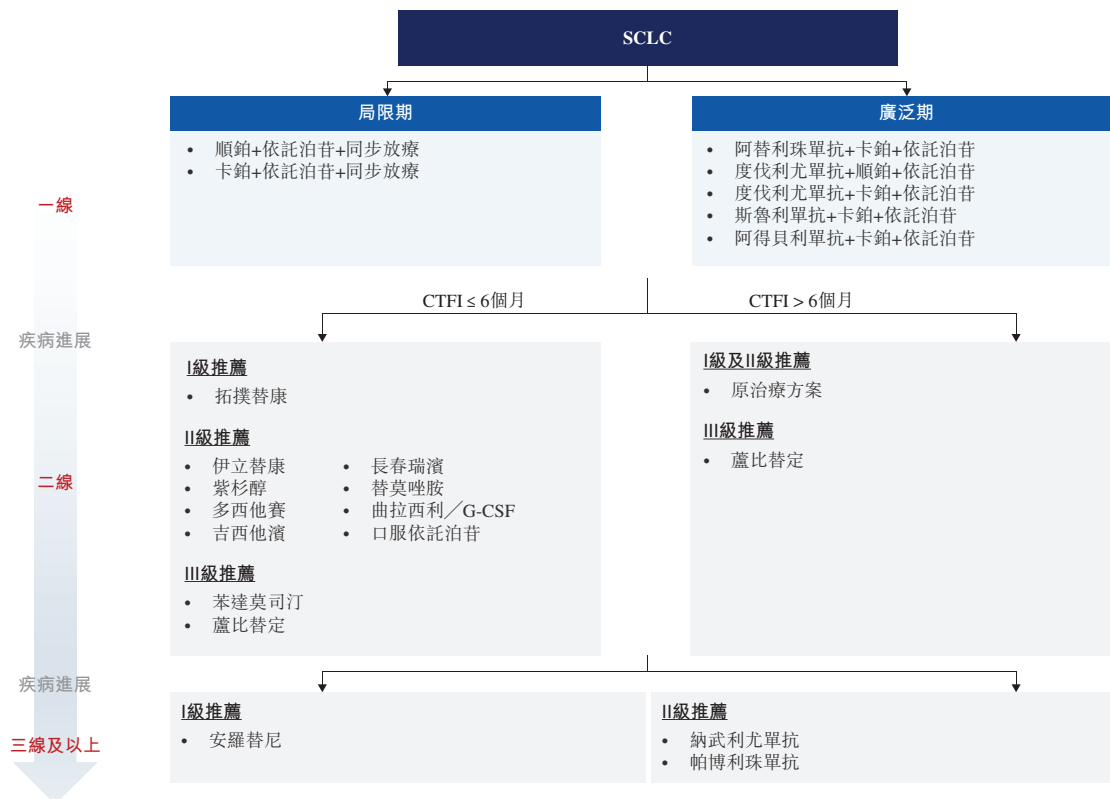 SCLC
局限期
• 順鉑+依託泊苷+同步放療
• 卡鉑+依託泊苷+同步放療
廣泛期
• 阿替利珠單抗+卡鉑+依託泊苷
• 度伐利尤單抗+順鉑+依託泊苷
• 度伐利尤單抗+卡鉑+依託泊苷
• 斯魯利單抗+卡鉑+依託泊苷
• 阿得貝利單抗+卡鉑+依託泊苷
一線
CTFI ≤ 6個月
CTFI > 6個月
疾病進展
I級推薦
• 拓撲替康
II級推薦
• 伊立替康
• 紫杉醇
• 多西他賽
• 吉西他濱
• 長春瑞濱
• 替莫唑胺
• 曲拉西利╱G-CSF
• 口服依託泊苷
III級推薦
• 苯達莫司汀
• 蘆比替定
I級及II級推薦
• 原治療方案
III級推薦
• 蘆比替定
二線
疾病進展
三線及以上
I級推薦
• 安羅替尼
II級推薦
• 納武利尤單抗
• 帕博利珠單抗